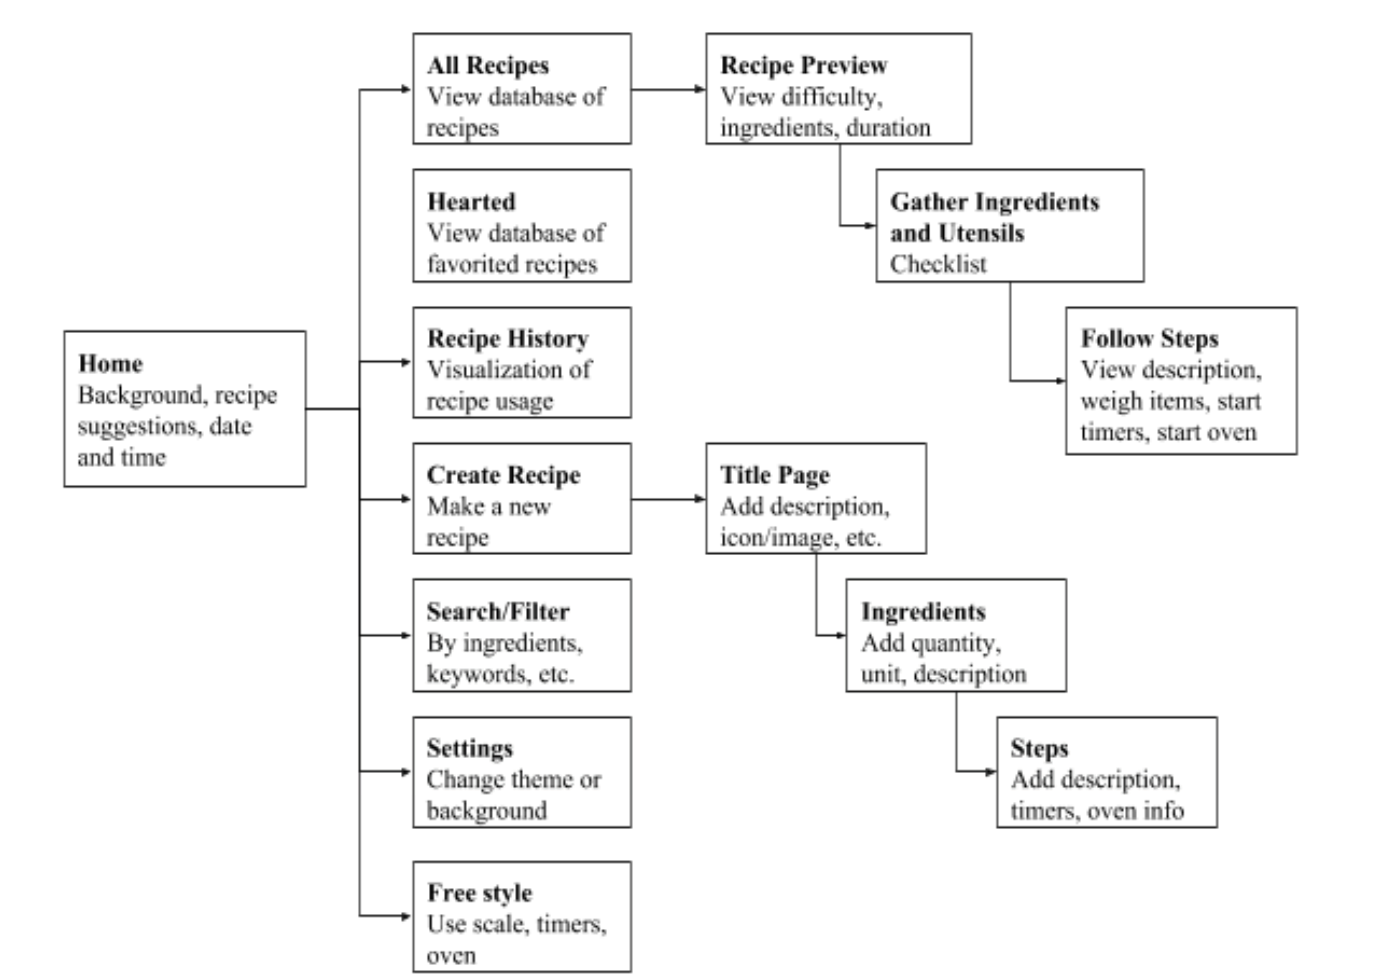 All Recipes
View database of
recipes
Recipe Preview
View difficulty,
ingredients, duration
Hearted
View database of
favorited recipes
Gather Ingredients
and Utensils
Checklist
Home
Background, recipe
suggestions, date
and time
Recipe History
Visualization of
recipe usage
Follow Steps
View description,
weigh items, start
timers, start oven
Create Recipe
Make a new
recipe
Title Page
Add description,
icon/image, etc.
Search/Filter
By ingredients,
keywords, etc.
Ingredients
Add quantity,
unit, description
Settings
Change theme or
background
Steps
Add description,
timers, oven info
Free style
Use scale, timers,
oven